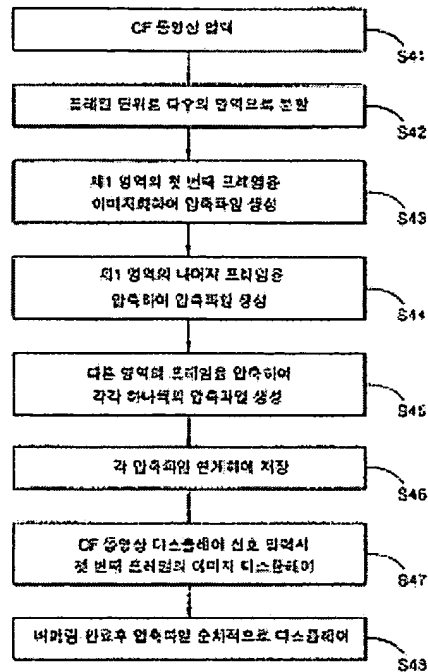 CF 동영상 입력
S41
프레임 단위로 다수의 영역으로 분할
S42
제1 영역의 첫 번째 프레임을
이미지화하여 압축파일 생성
S43
제1 영역의 나머지 프레임을
압축하여 압축파일 생성
S44
다른 영역의 프레임을 압축하여
각각 하나씩의 압축파일 생성
S45
각 압축파일 연계하여 저장
S46
CF 동영상 디스플레이 신호 입력시
첫 번째 프레임의 이미지 디스플레이
S47
버퍼링 완료후 압축파일 순차적으로 디스플레이
S48